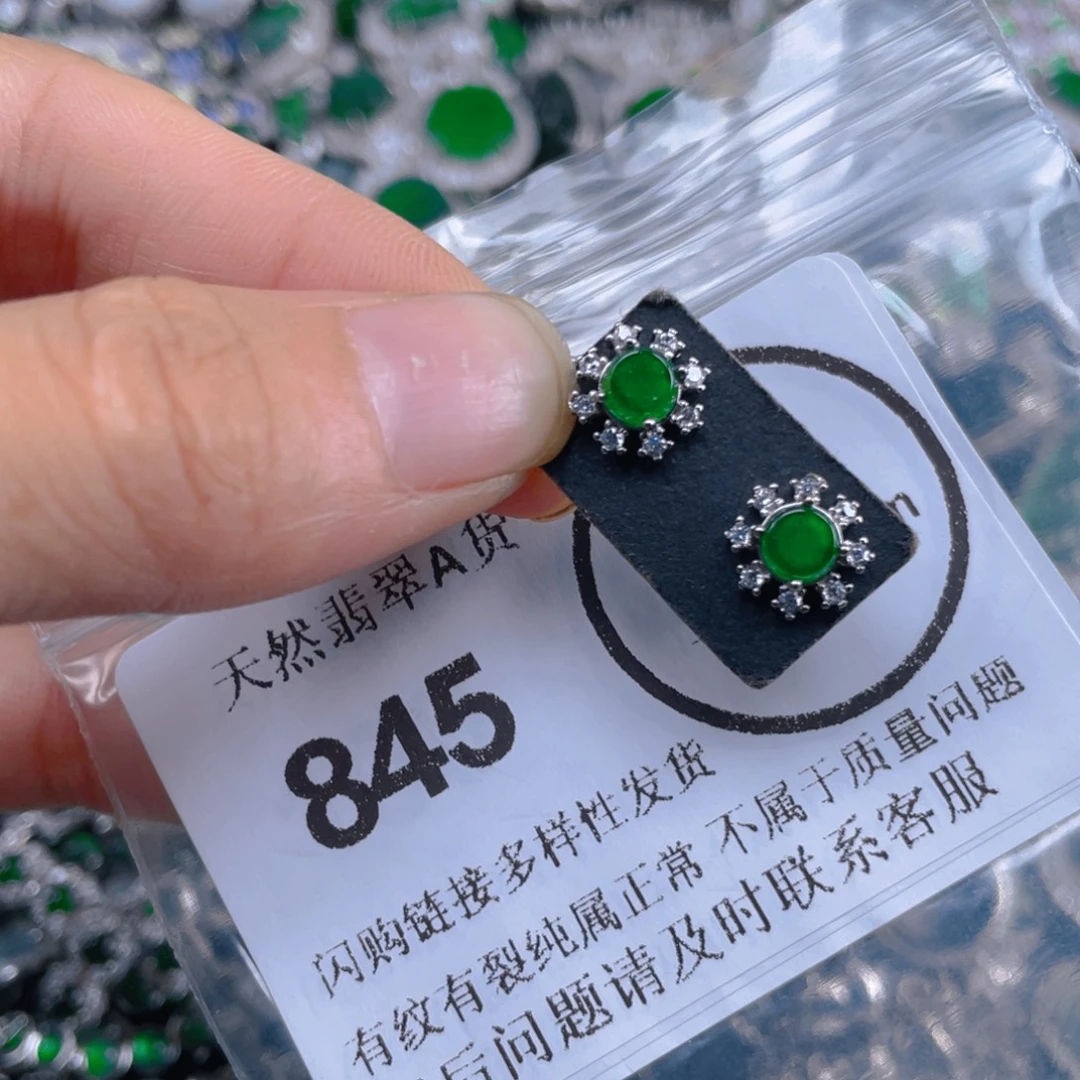 天然翡翠A货
845
n
闪购链接多样性发货
有纹有裂纯属正常 不属于质量问题
后问题请及时联系客服